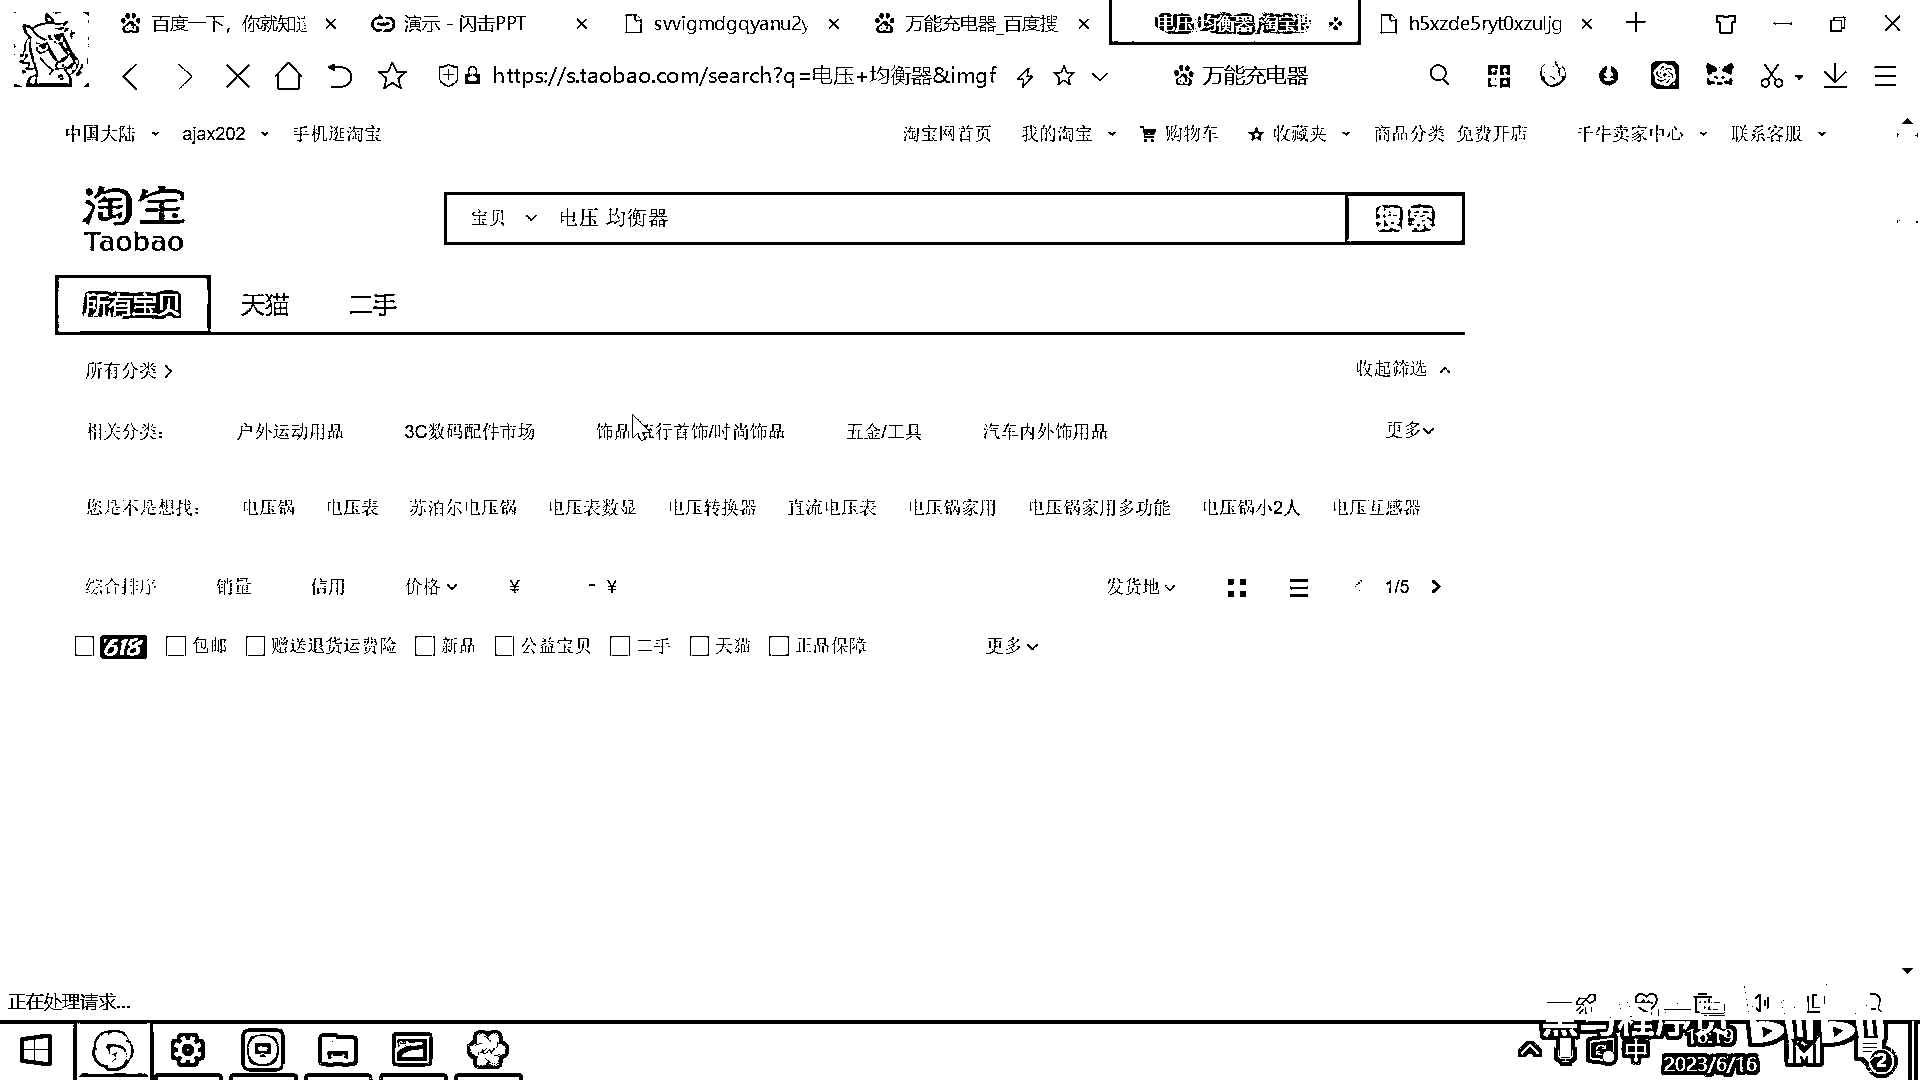 百度一下，你就知道
演示 - 闪击PPT
svvigmdgqyanu2y
万能充电器_百度搜
电压 均衡器_淘宝搜
h5xzde5ryt0xzuljg
https://s.taobao.com/search?q=电压+均衡器&imgf
万能充电器
中国大陆 ajax202 手机逛淘宝 淘宝网首页 我的淘宝 购物车 收藏夹 商品分类 免费开店 千牛卖家中心 联系客服
淘宝
Taobao
宝贝 电压 均衡器 搜索
所有宝贝 天猫 二手
所有分类 收起筛选
相关分类： 户外运动用品 3C数码配件市场 饰品/流行首饰/时尚饰品 五金/工具 汽车内外饰用品 更多
您是不是想找： 电压锅 电压表 苏泊尔电压锅 电压表数显 电压转换器 直流电压表 电压锅家用 电压锅家用多功能 电压锅小2人 电压互感器
综合排序 销量 信用 价格 ¥ - ¥ 发货地 1/5
618 包邮 赠送退货运费险 新品 公益宝贝 二手 天猫 正品保障 更多
正在处理请求...
黑马程序员
中 16:19
2023/6/16
2